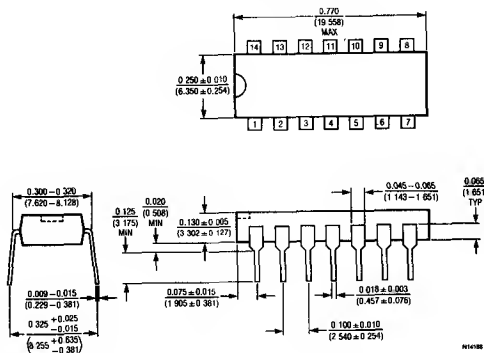 0.770
(19 558)
MAX
14 13 12 11 10 9 8
0 250 ± 0 010
(6.350 ± 0.254)
1 2 3 4 5 6 7
0.300 – 0.320
(7.620 – 8.128)
0.125
(3 175)
MIN
0.020
(0 508)
MIN
0.130 ± 0 005
(3 302 ± 0 127)
0.045 – 0.065
(1 143 – 1 651)
0.065
(1 651)
TYP
0.009 – 0.015
(0.229 – 0.381)
0 325 +0.025
−0.015
(8 255 +0.635
−0 381)
0.075 ± 0.015
(1 905 ± 0.381)
0.018 ± 0.003
(0.457 ± 0.076)
0 100 ± 0.010
(2 540 ± 0 254)